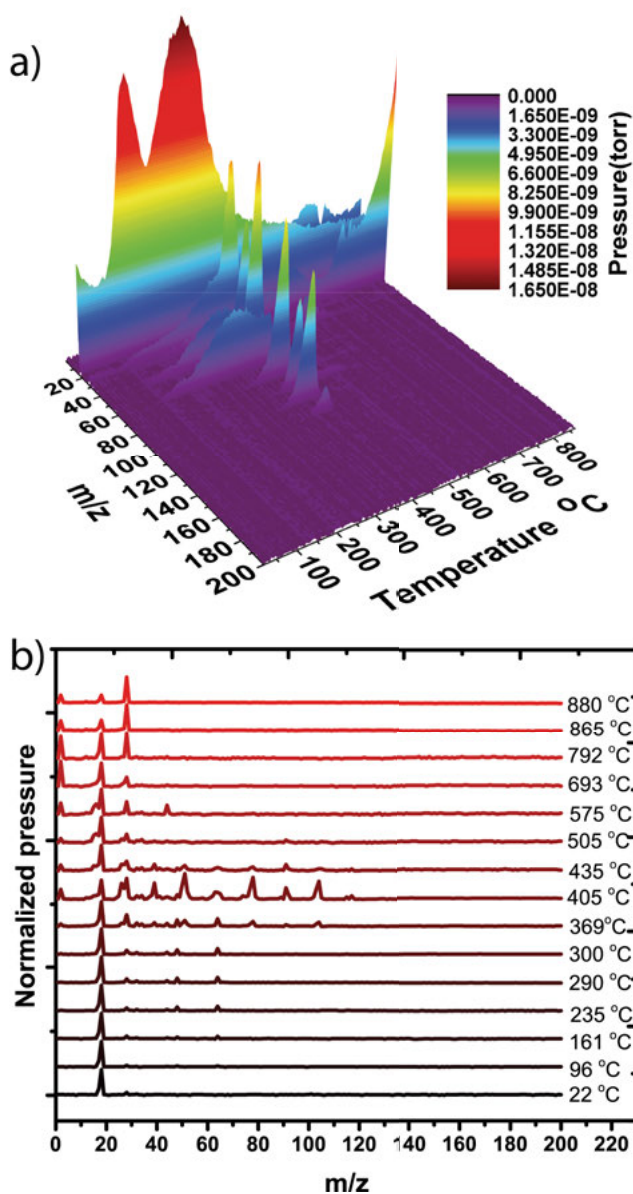 a)
0.000
1.650E-09
3.300E-09
4.950E-09
6.600E-09
8.250E-09
9.900E-09
1.155E-08
1.320E-08
1.485E-08
1.650E-08
Pressure(torr)
20
40
60
80
100
120
140
160
180
200
m/z
100
200
300
400
500
600
700
800
Temperature °C
b)
880 °C
865 °C
792 °C
693 °C
575 °C
505 °C
435 °C
405 °C
369°C
300 °C
290 °C
235 °C
161 °C
96 °C
22 °C
Normalized pressure
0 20 40 60 80 100 120 140 160 180 200 220
m/z